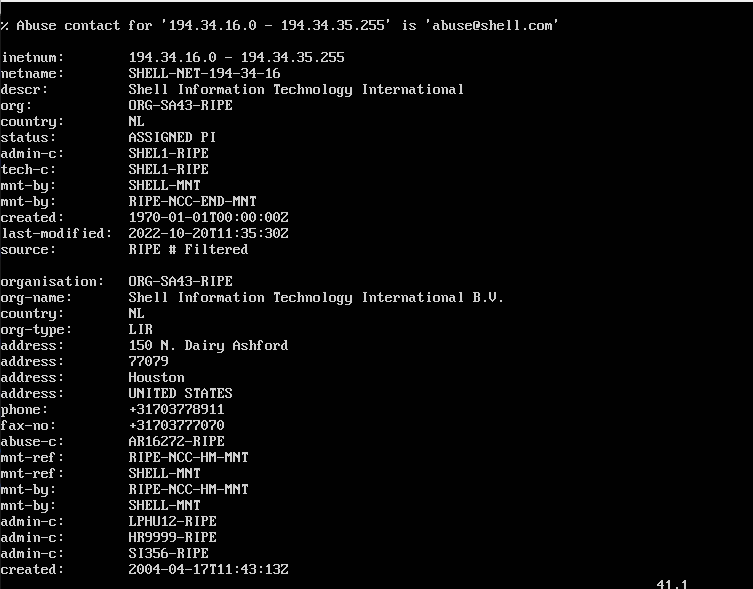 % Abuse contact for '194.34.16.0 - 194.34.35.255' is 'abuse@shell.com'
inetnum: 194.34.16.0 - 194.34.35.255
netname: SHELL-NET-194-34-16
descr: Shell Information Technology International
org: ORG-SA43-RIPE
country: NL
status: ASSIGNED PI
admin-c: SHEL1-RIPE
tech-c: SHEL1-RIPE
mnt-by: SHELL-MNT
mnt-by: RIPE-NCC-END-MNT
created: 1970-01-01T00:00:00Z
last-modified: 2022-10-20T11:35:30Z
source: RIPE # Filtered
organisation: ORG-SA43-RIPE
org-name: Shell Information Technology International B.V.
country: NL
org-type: LIR
address: 150 N. Dairy Ashford
address: 77079
address: Houston
address: UNITED STATES
phone: +31703778911
fax-no: +31703777070
abuse-c: AR16272-RIPE
mnt-ref: RIPE-NCC-HM-MNT
mnt-ref: SHELL-MNT
mnt-by: RIPE-NCC-HM-MNT
mnt-by: SHELL-MNT
admin-c: LPHU12-RIPE
admin-c: HR9999-RIPE
admin-c: SI356-RIPE
created: 2004-04-17T11:43:13Z
41,1